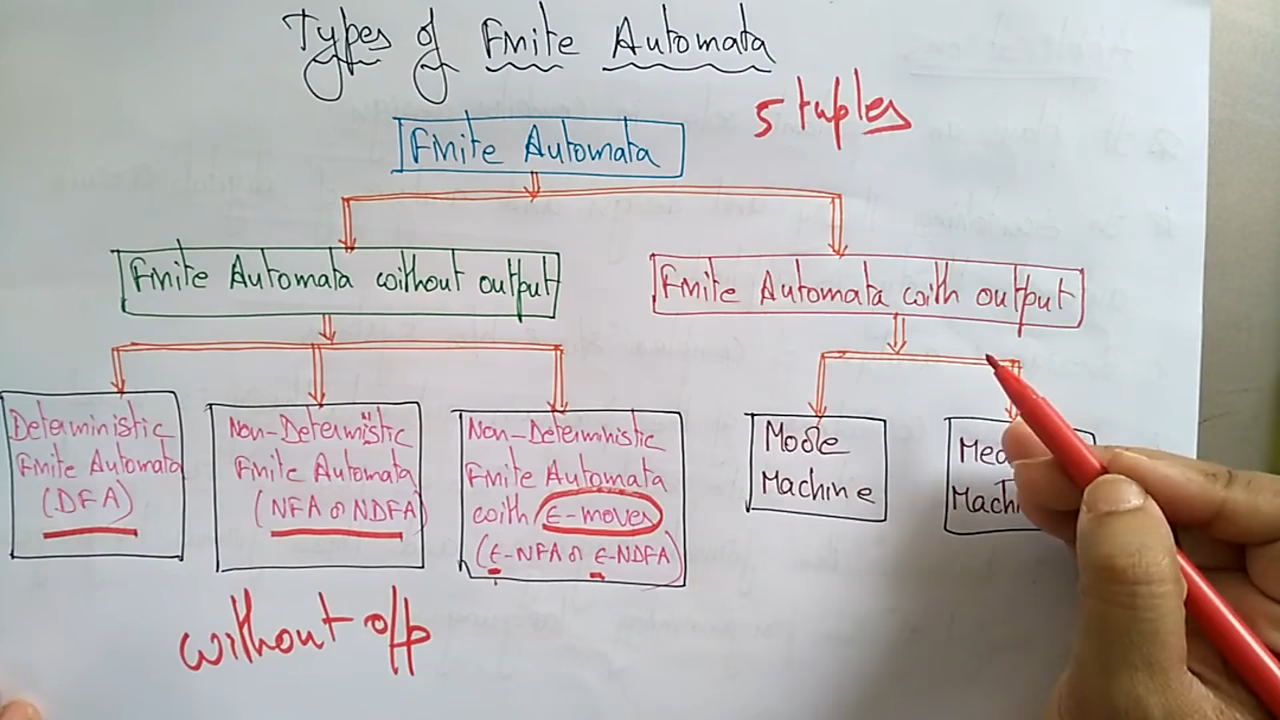 Types of Finite Automata
5 tuples
Finite Automata
Finite Automata without output
Finite Automata with output
Deterministic
Finite Automata
(DFA)
Non-Deterministic
Finite Automata
(NFA or NDFA)
Non-Deterministic
Finite Automata
with ε-moves
(ε-NFA or ε-NDFA)
Moore
Machine
without o/p